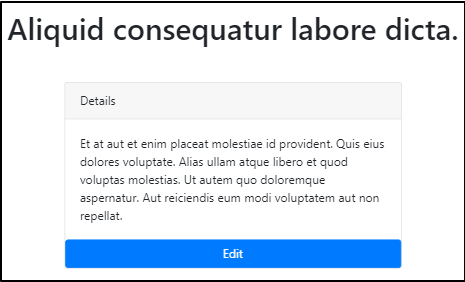 Aliquid consequatur labore dicta.
Details
Et at aut et enim placeat molestiae id provident. Quis eius
dolores voluptate. Alias ullam atque libero et quod
voluptas molestias. Ut autem quo doloremque
aspernatur. Aut reiciendis eum modi voluptatem aut non
repellat.
Edit